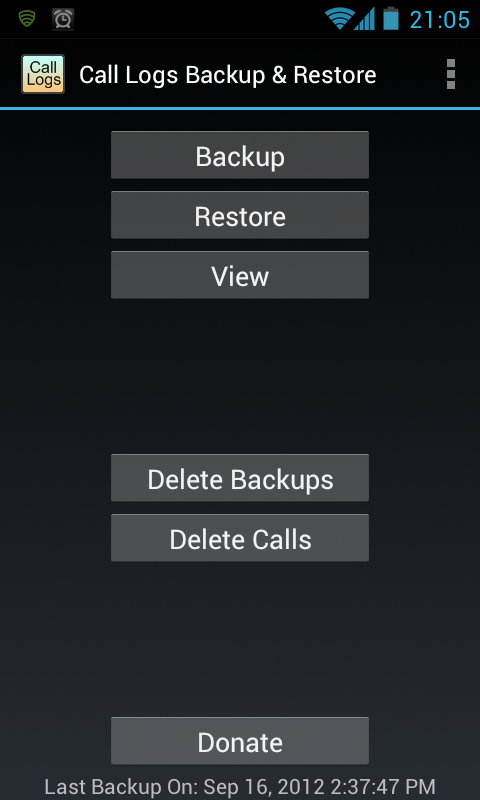 21:05
Call
Logs
Call Logs Backup & Restore
Backup
Restore
View
Delete Backups
Delete Calls
Donate
Last Backup On: Sep 16, 2012 2:37:47 PM